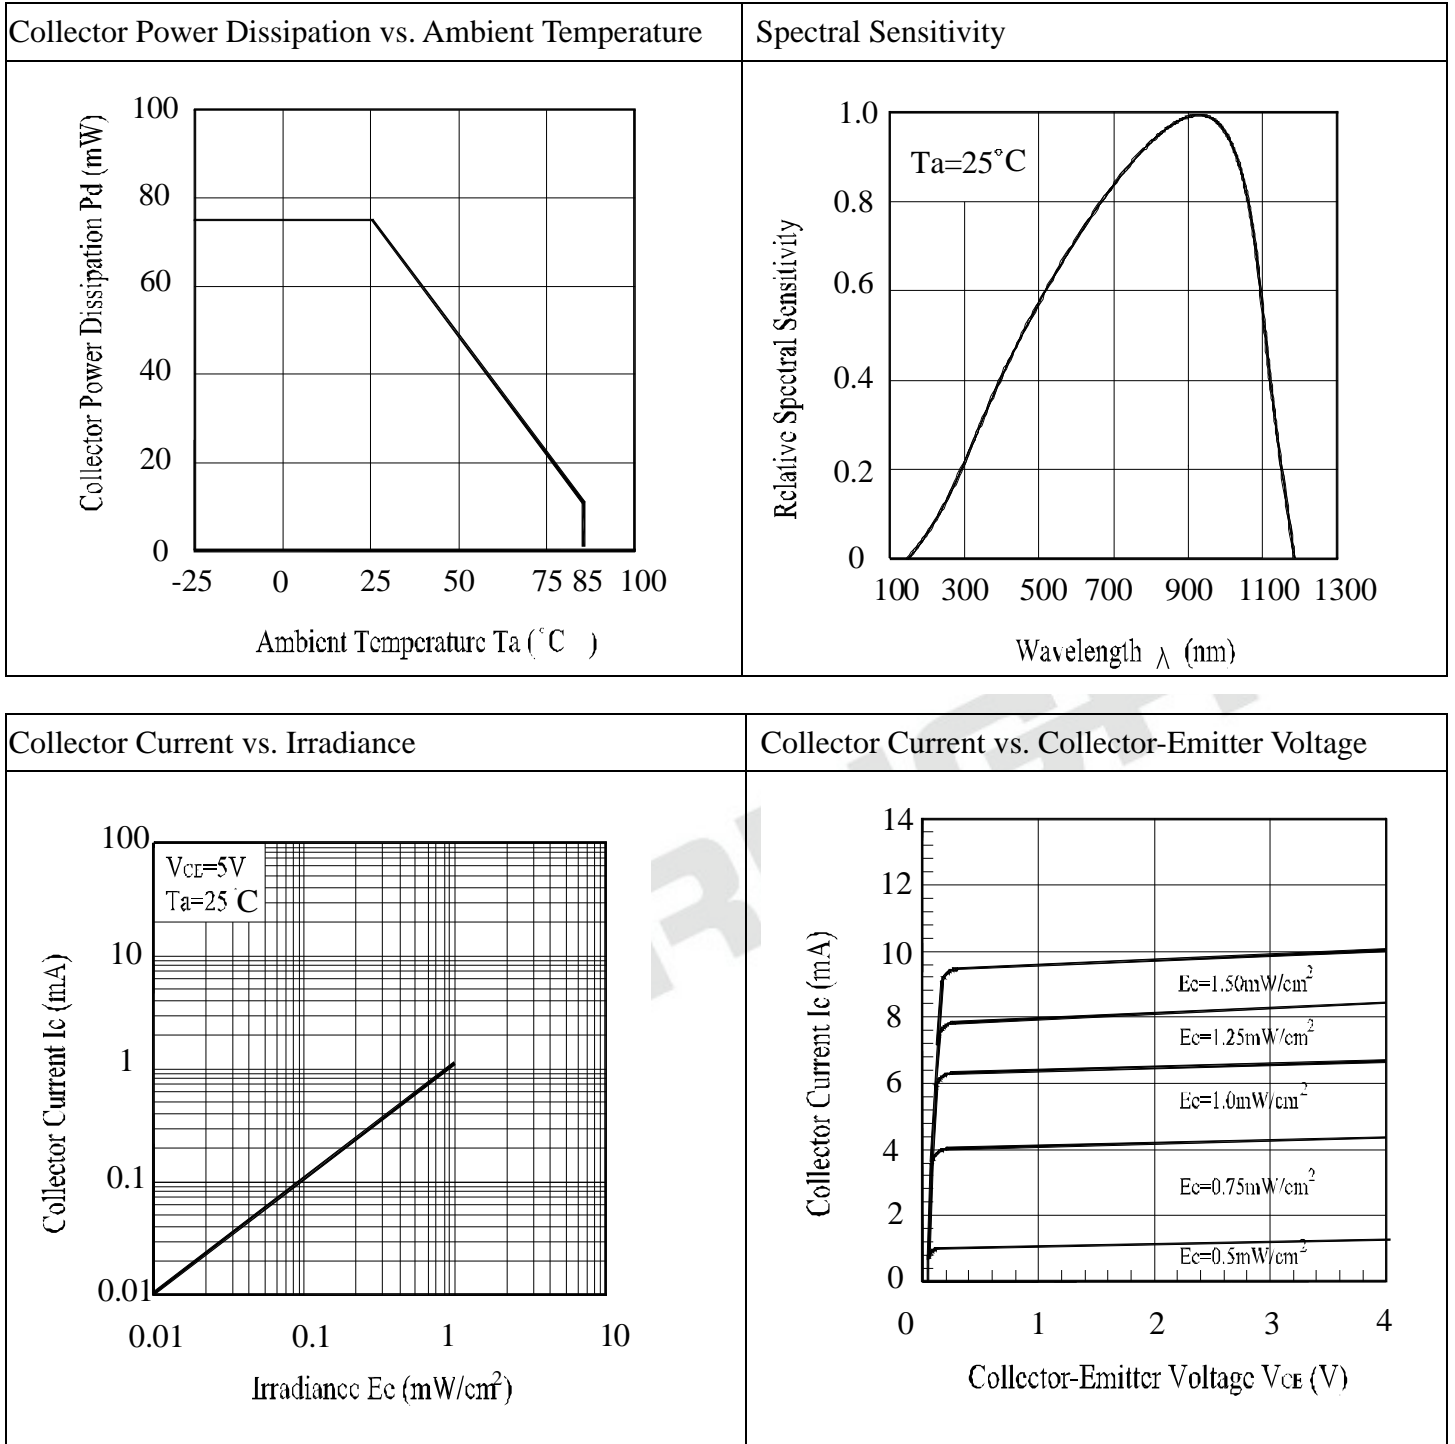 Collector Power Dissipation vs. Ambient Temperature
Spectral Sensitivity
100
80
60
40
20
0
Collector Power Dissipation Pd (mW)
-25 0 25 50 75 85 100
Ambient Temperature Ta (°C )
1.0
0.8
0.6
0.4
0.2
0
Ta=25°C
Relative Spectral Sensitivity
100 300 500 700 900 1100 1300
Wavelength λ (nm)
Collector Current vs. Irradiance
Collector Current vs. Collector-Emitter Voltage
100
10
1
0.1
0.01
VCE=5V
Ta=25°C
Collector Current Ic (mA)
0.01 0.1 1 10
Irradiance Ee (mW/cm²)
14
12
10
8
6
4
2
0
Collector Current Ic (mA)
Ee=1.50mW/cm²
Ee=1.25mW/cm²
Ee=1.0mW/cm²
Ee=0.75mW/cm²
Ee=0.5mW/cm²
0 1 2 3 4
Collector-Emitter Voltage VCE (V)